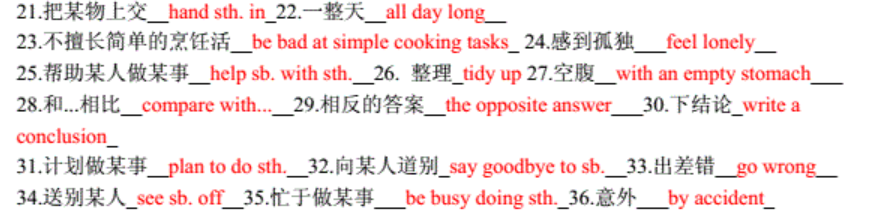 21.把某物上交__hand sth. in_22.一整天__all day long__
23.不擅长简单的烹饪活__be bad at simple cooking tasks_ 24.感到孤独___feel lonely__
25.帮助某人做某事__help sb. with sth.__26. 整理_tidy up 27.空腹__with an empty stomach___
28.和...相比__compare with...__29.相反的答案__the opposite answer___30.下结论_write a
conclusion_
31.计划做某事__plan to do sth.__32.向某人道别_say goodbye to sb.__33.出差错__go wrong__
34.送别某人_see sb. off__35.忙于做某事___be busy doing sth._36.意外___by accident_